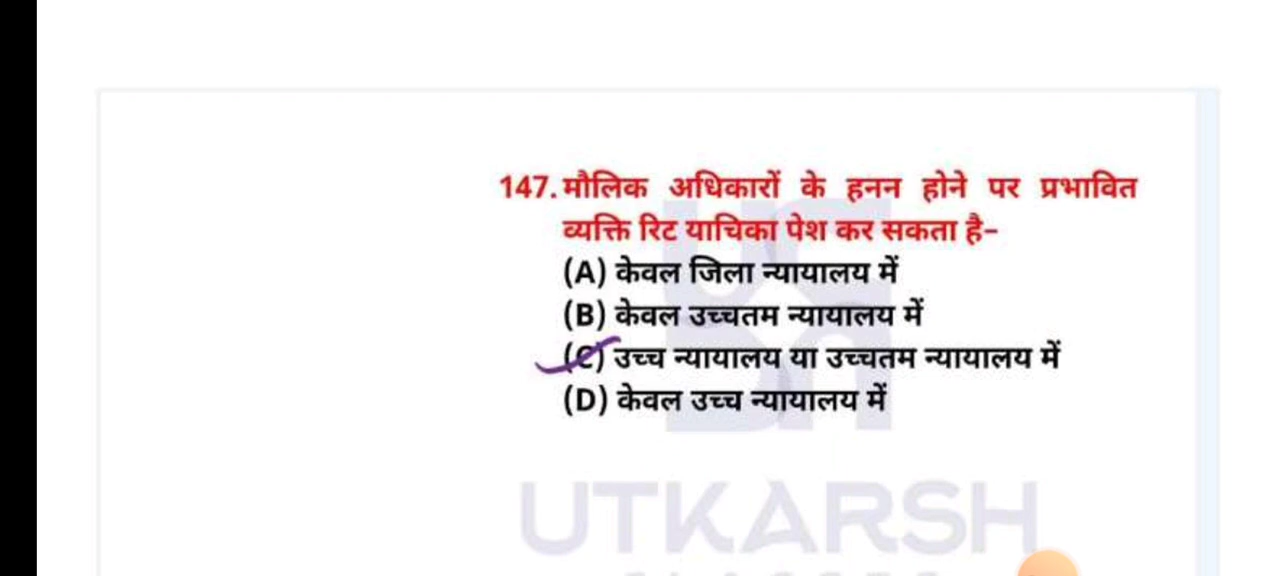 147. मौलिक अधिकारों के हनन होने पर प्रभावित
व्यक्ति रिट याचिका पेश कर सकता है-
(A) केवल जिला न्यायालय में
(B) केवल उच्चतम न्यायालय में
(C) उच्च न्यायालय या उच्चतम न्यायालय में
(D) केवल उच्च न्यायालय में
UTKARSH